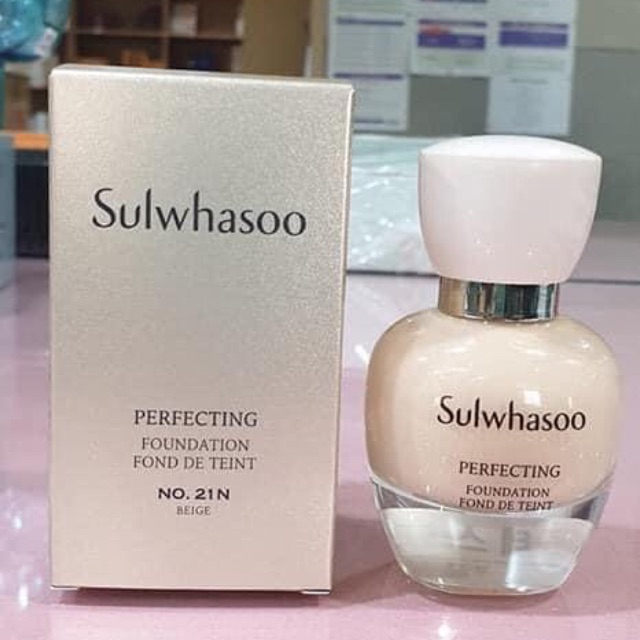 Sulwhasoo
PERFECTING
FOUNDATION
FOND DE TEINT
NO. 21N
BEIGE
Sulwhasoo
PERFECTING
FOUNDATION
FOND DE TEINT